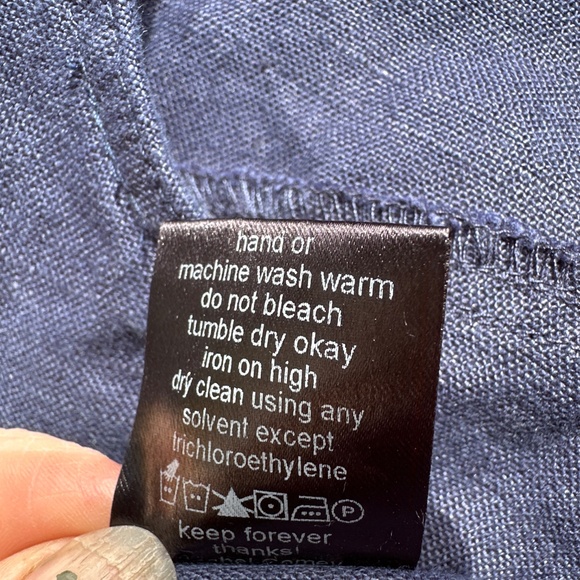 hand or
machine wash warm
do not bleach
tumble dry okay
iron on high
dry clean using any
solvent except
trichloroethylene
P
keep forever
thanks!